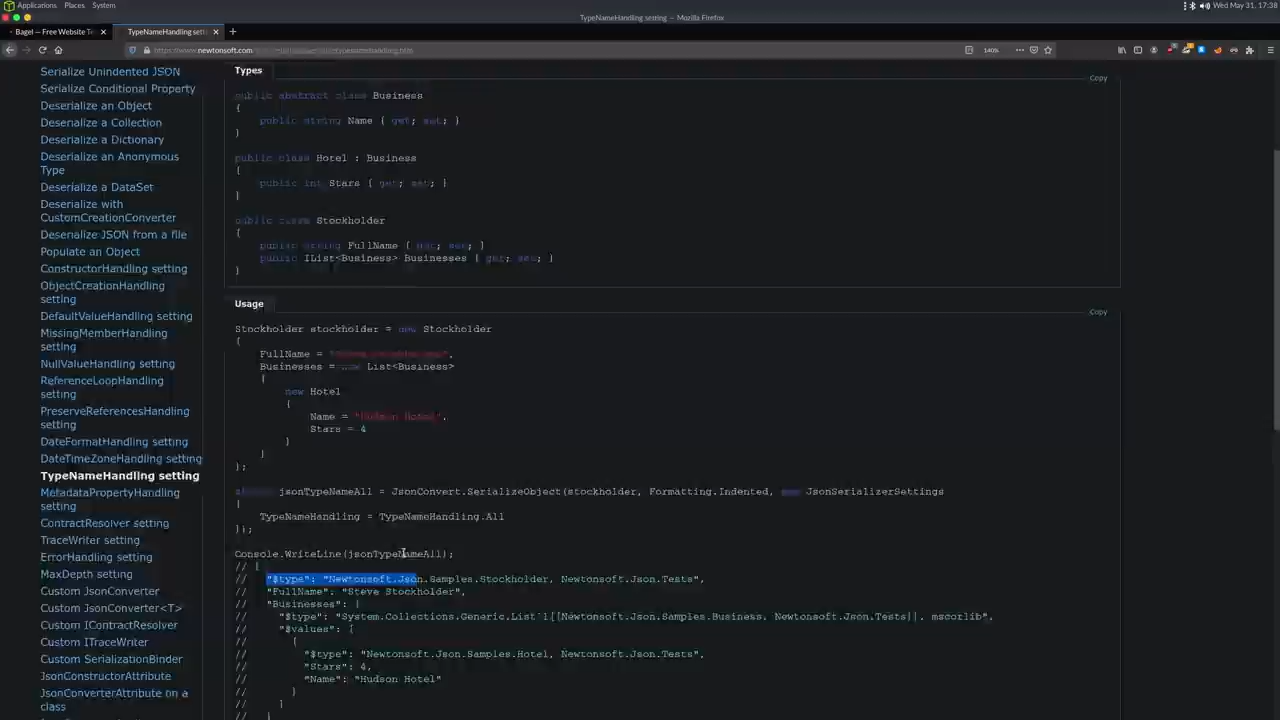 Applications Places System Wed May 31, 17:38
TypeNameHandling setting — Mozilla Firefox
Bagel — Free Website Te × TypeNameHandling setti × +
https://www.newtonsoft.com 140%
Serialize Unindented JSON
Serialize Conditional Property
Deserialize an Object
Deserialize a Collection
Deserialize a Dictionary
Deserialize an Anonymous
Type
Deserialize a DataSet
Deserialize with
CustomCreationConverter
Deserialize JSON from a file
Populate an Object
ConstructorHandling setting
ObjectCreationHandling
setting
DefaultValueHandling setting
MissingMemberHandling
setting
NullValueHandling setting
ReferenceLoopHandling
setting
PreserveReferencesHandling
setting
DateFormatHandling setting
DateTimeZoneHandling setting
TypeNameHandling setting
MetadataPropertyHandling
setting
ContractResolver setting
TraceWriter setting
ErrorHandling setting
MaxDepth setting
Custom JsonConverter
Custom JsonConverter<T>
Custom IContractResolver
Custom ITraceWriter
Custom SerializationBinder
JsonConstructorAttribute
JsonConverterAttribute on a
class
Types
Copy
public abstract class Business
{
public string Name { get; set; }
}
public class Hotel : Business
{
public int Stars { get; set; }
}
public class Stockholder
{
public string FullName { get; set; }
public IList<Business> Businesses { get; set; }
}
Usage
Copy
Stockholder stockholder = new Stockholder
{
FullName = "Steve Stockholder",
Businesses = new List<Business>
{
new Hotel
{
Name = "Hudson Hotel",
Stars = 4
}
}
};
string jsonTypeNameAll = JsonConvert.SerializeObject(stockholder, Formatting.Indented, new JsonSerializerSettings
{
TypeNameHandling = TypeNameHandling.All
});
Console.WriteLine(jsonTypeNameAll);
// {
// "$type": "Newtonsoft.Json.Samples.Stockholder, Newtonsoft.Json.Tests",
// "FullName": "Steve Stockholder",
// "Businesses": {
// "$type": "System.Collections.Generic.List`1[[Newtonsoft.Json.Samples.Business, Newtonsoft.Json.Tests]], mscorlib",
// "$values": [
// {
// "$type": "Newtonsoft.Json.Samples.Hotel, Newtonsoft.Json.Tests",
// "Stars": 4,
// "Name": "Hudson Hotel"
// }
// ]
// }